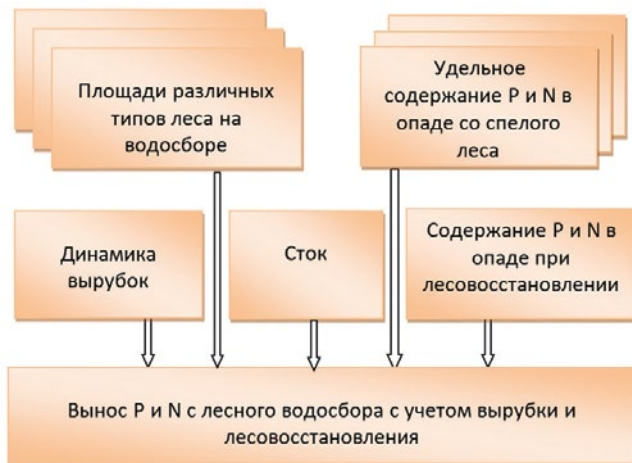 Площади различных
типов леса на
водосборе
Удельное
содержание P и N в
опаде со спелого
леса
Динамика
вырубок
Сток
Содержание P и N в
опаде при
лесовосстановлении
Вынос P и N с лесного водосбора с учетом вырубки и
лесовосстановления